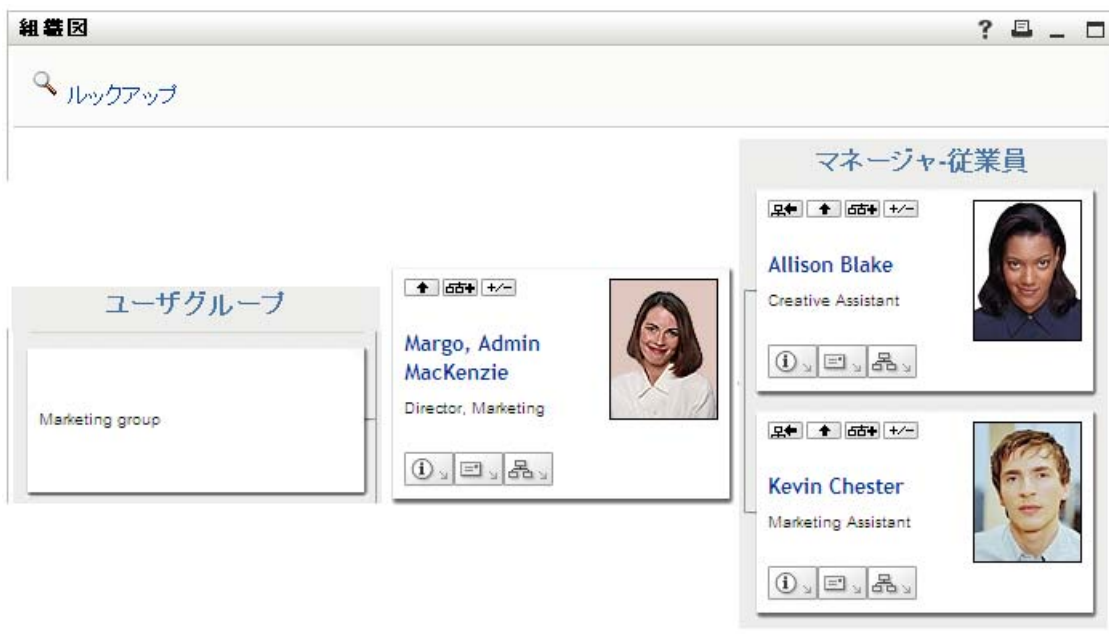 組織図
?
ルックアップ
マネージャ-従業員
+/-
Allison Blake
Creative Assistant
ユーザグループ
Marketing group
+/-
Margo, Admin
MacKenzie
Director, Marketing
+/-
Kevin Chester
Marketing Assistant